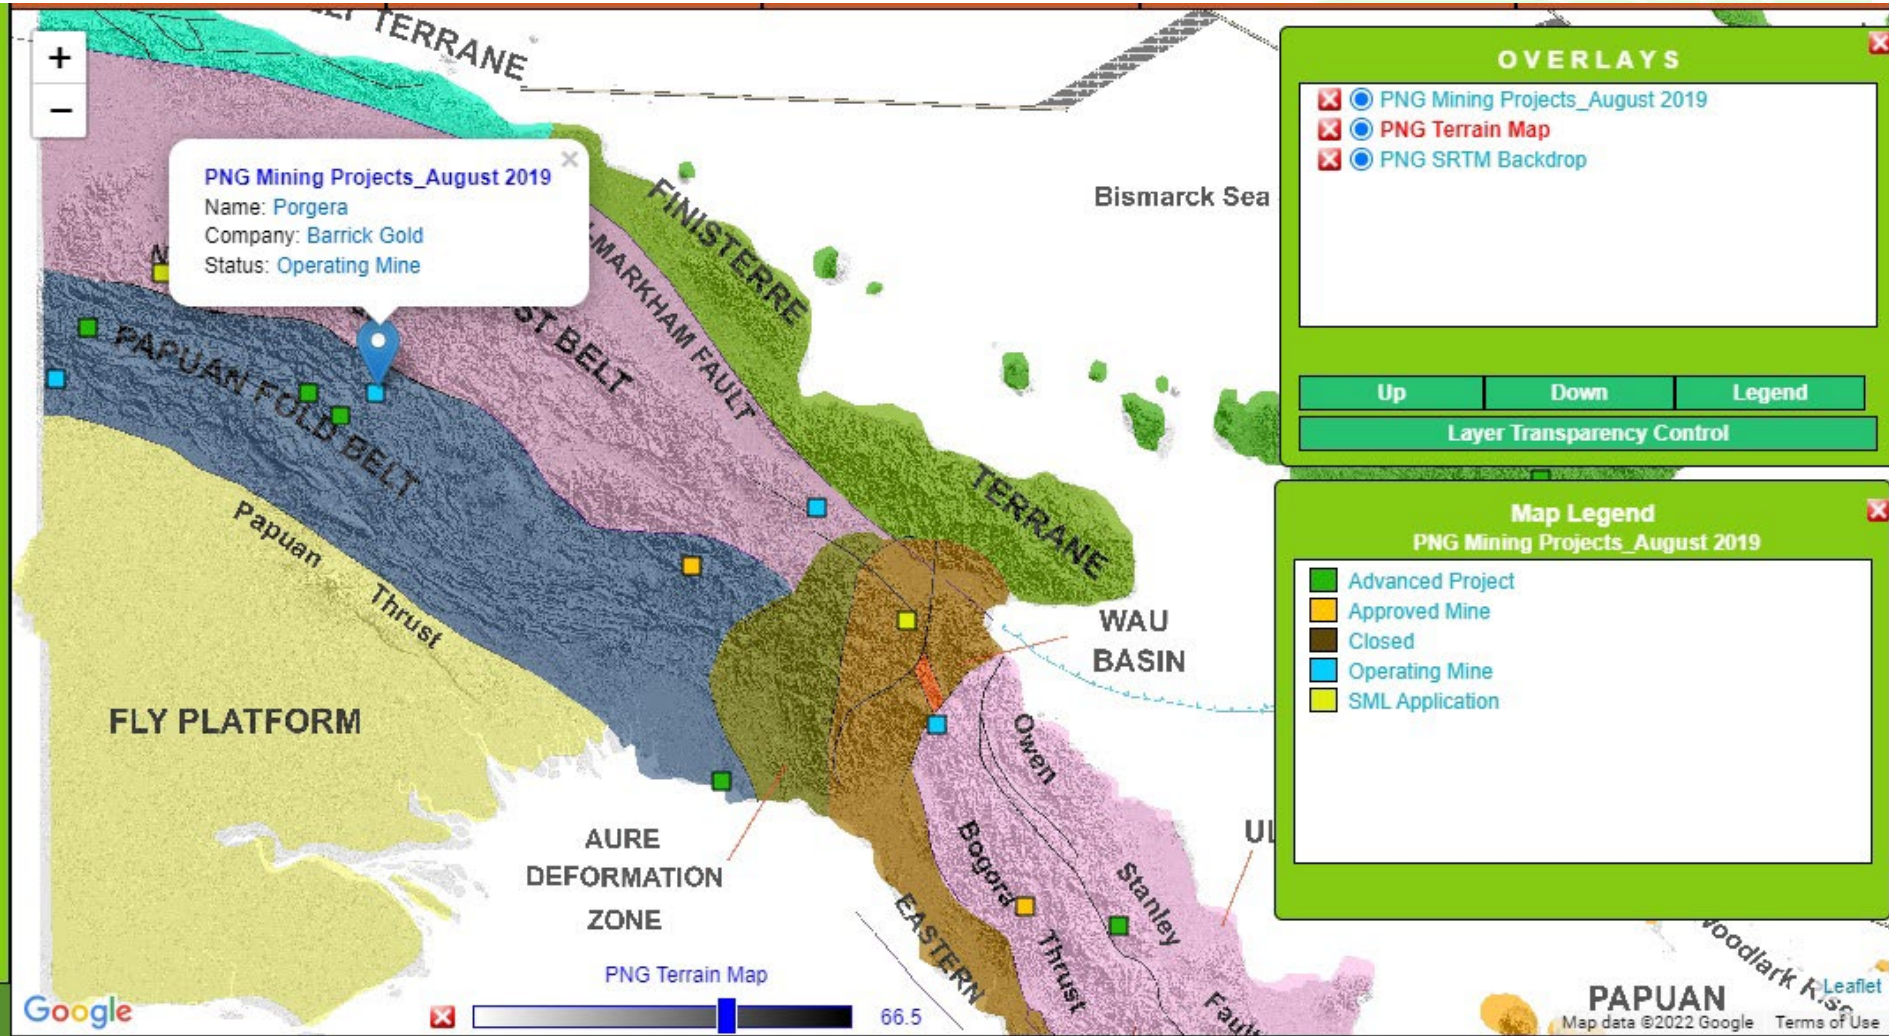 TERRANE
+
−
PNG Mining Projects_August 2019
Name: Porgera
Company: Barrick Gold
Status: Operating Mine
FINISTERRE
TERRANE
MARKHAM FAULT
ST BELT
PAPUAN FOLD BELT
Papuan
Thrust
FLY PLATFORM
Bismarck Sea
WAU
BASIN
AURE
DEFORMATION
ZONE
Owen
Stanley
Fault
Bogora
Thrust
EASTERN
UL
PAPUAN
Woodlark Rise
PNG Terrain Map
66.5
Google
OVERLAYS
PNG Mining Projects_August 2019
PNG Terrain Map
PNG SRTM Backdrop
Up
Down
Legend
Layer Transparency Control
Map Legend
PNG Mining Projects_August 2019
Advanced Project
Approved Mine
Closed
Operating Mine
SML Application
Leaflet
Map data ©2022 Google
Terms of Use